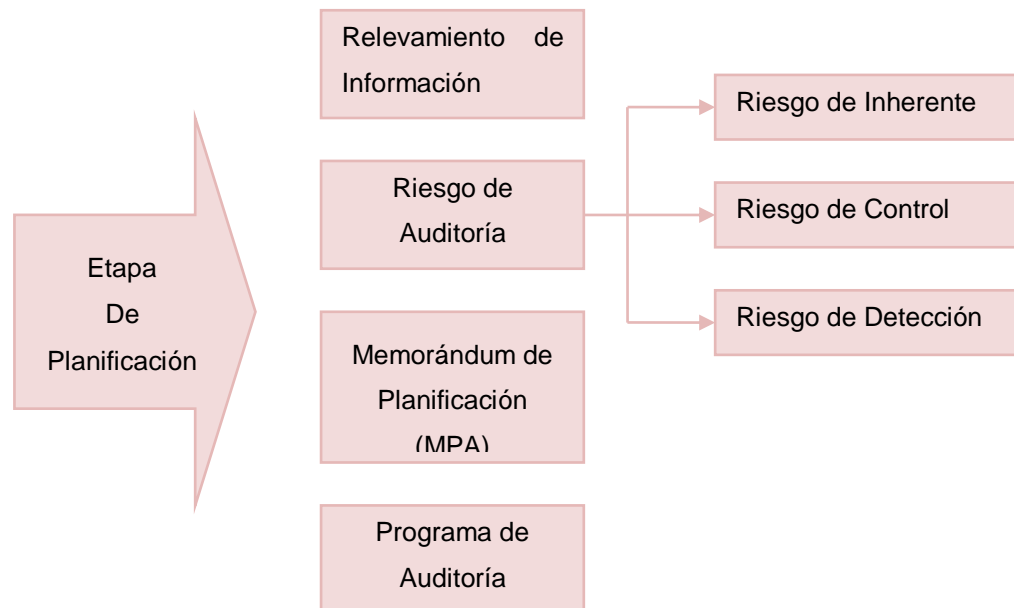 Etapa
De
Planificación
Relevamiento de
Información
Riesgo de
Auditoría
Memorándum de
Planificación
(MPA)
Programa de
Auditoría
Riesgo de Inherente
Riesgo de Control
Riesgo de Detección